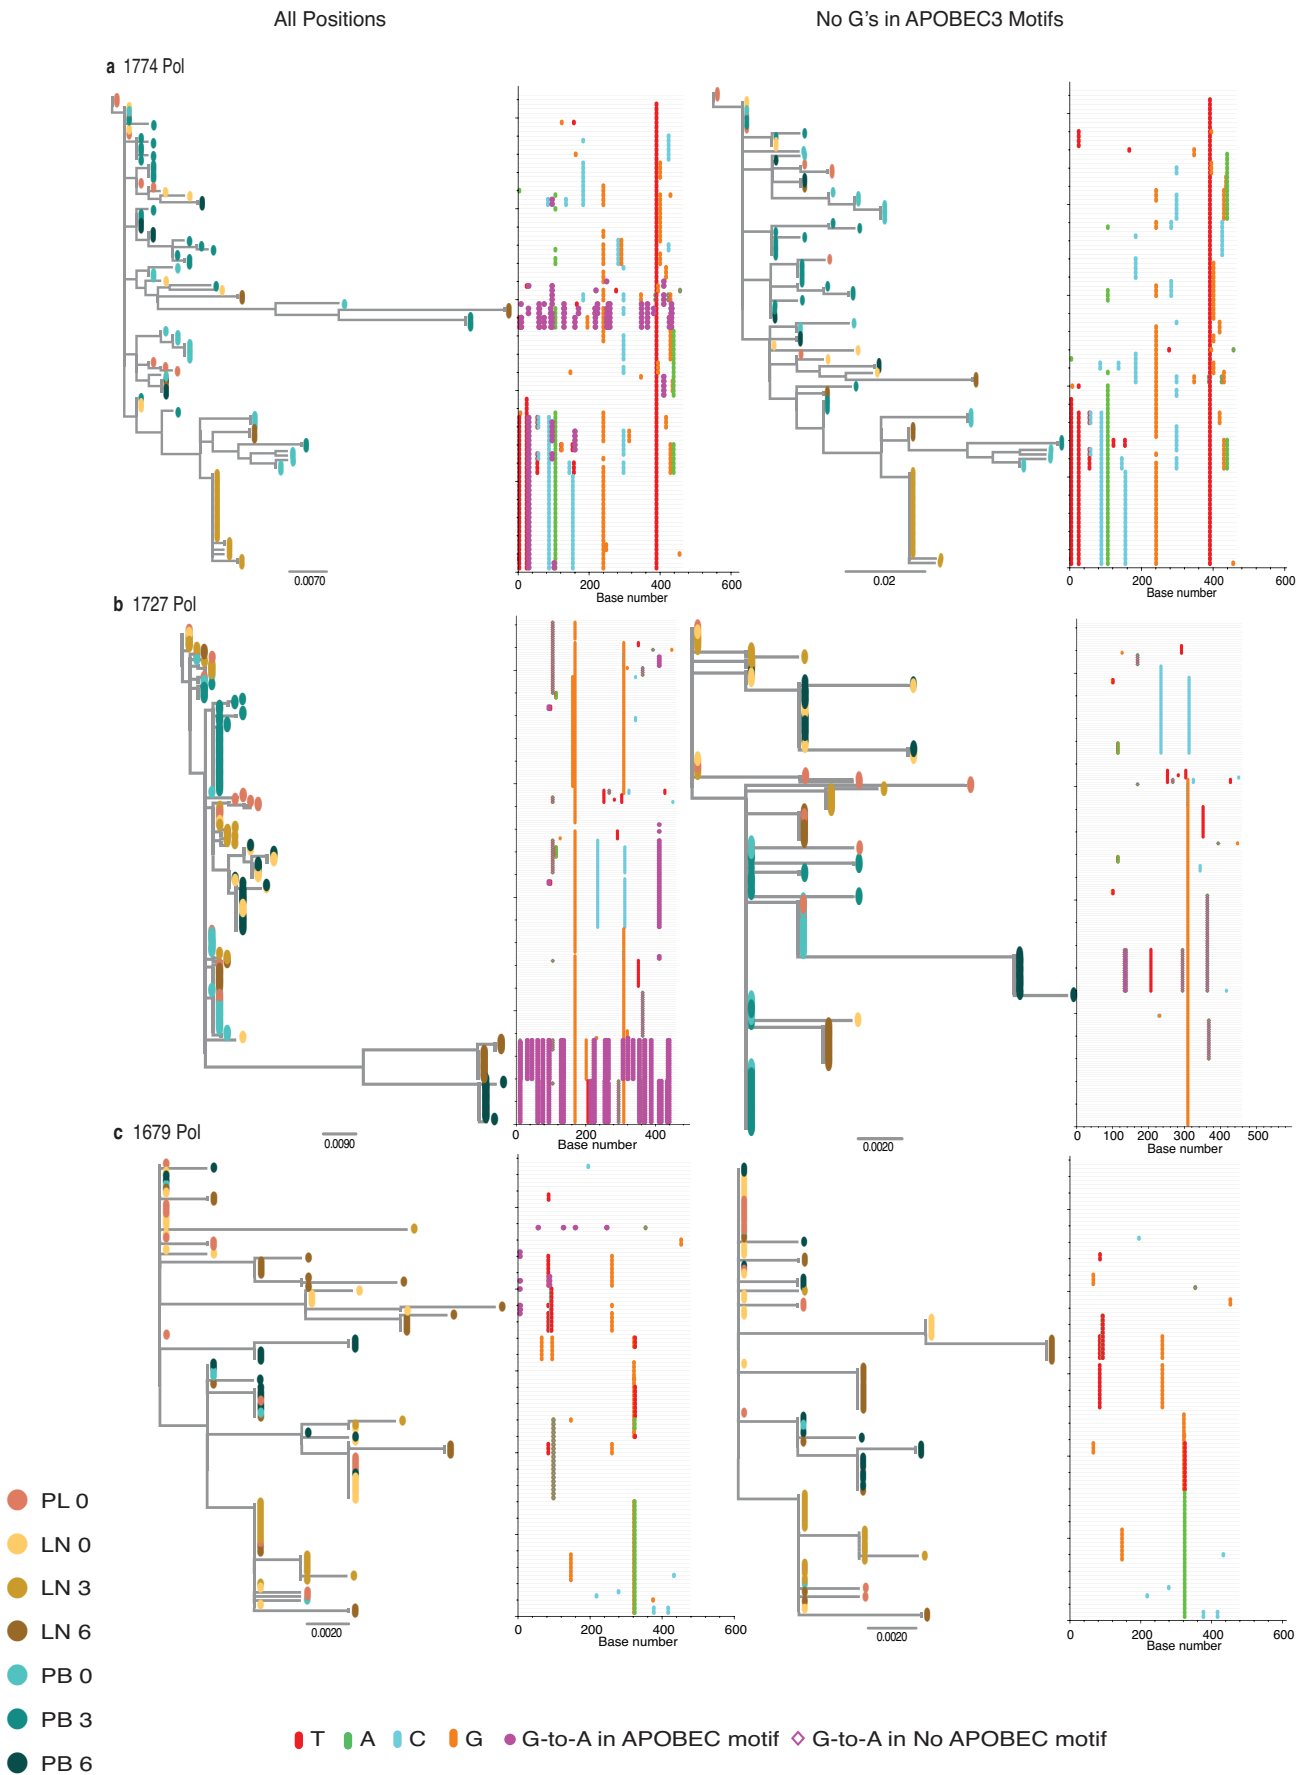 All Positions
No G's in APOBEC3 Motifs
a 1774 Pol
0.0070
0 200 400 600
Base number
0.02
0 200 400 600
Base number
b 1727 Pol
0.0090
0 200 400
Base number
0.0020
0 100 200 300 400 500
Base number
c 1679 Pol
0.0020
0 200 400 600
Base number
0.0020
0 200 400 600
Base number
PL 0
LN 0
LN 3
LN 6
PB 0
PB 3
PB 6
T A C G G-to-A in APOBEC motif G-to-A in No APOBEC motif